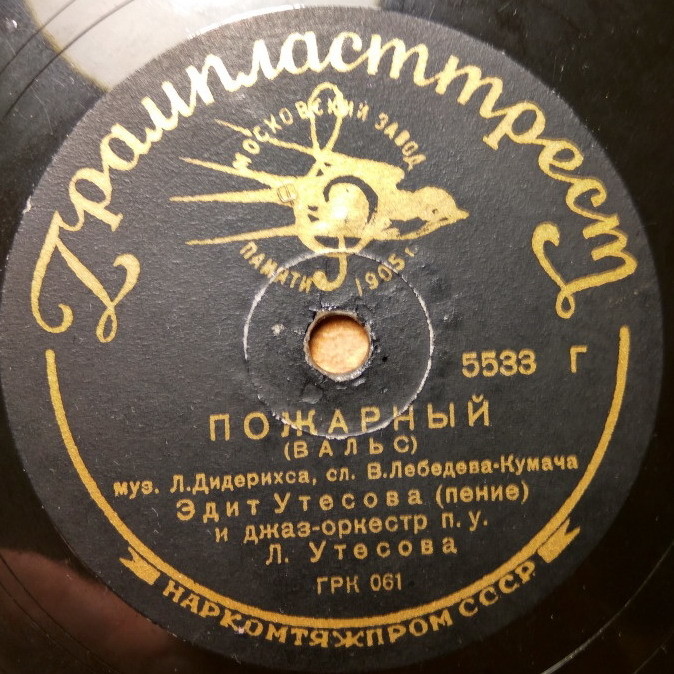 Грампласттрест
МОСКОВСКИЙ ЗАВОД
ПАМЯТИ 1905 г.
5533 Г
ПОЖАРНЫЙ
(ВАЛЬС)
муз. Л.Дидерихса, сл. В.Лебедева-Кумача
Эдит Утесова (пение)
и джаз-оркестр п. у.
Л. Утесова
ГРК 061
НАРКОМТЯЖПРОМ СССР